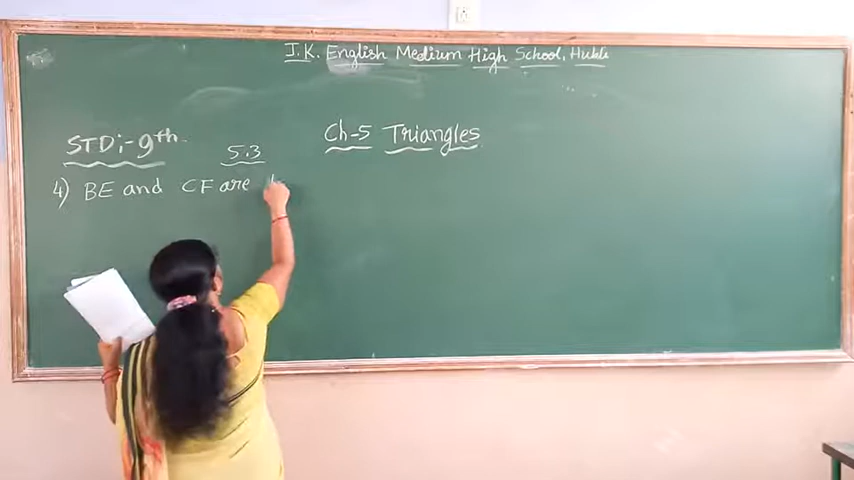 J.K. English Medium High School, Hubli
Ch-5 Triangles
STD:-9th.
5.3
4) BE and CF are